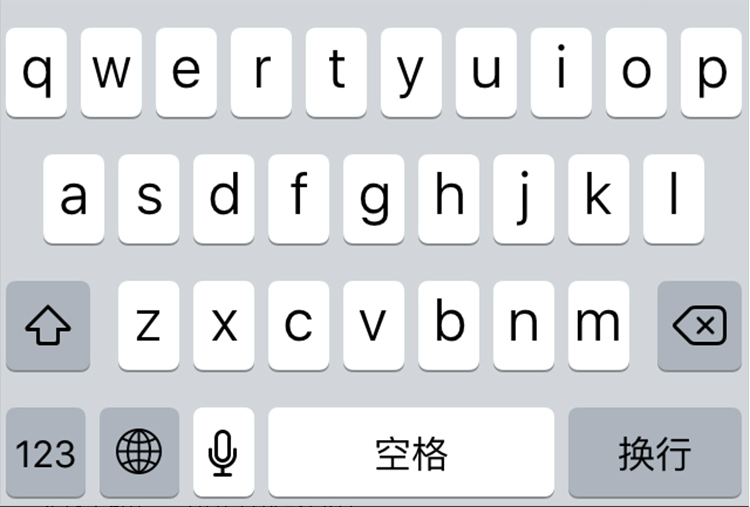 q w e r t y u i o p
a s d f g h j k l
z x c v b n m
123 空格 换行